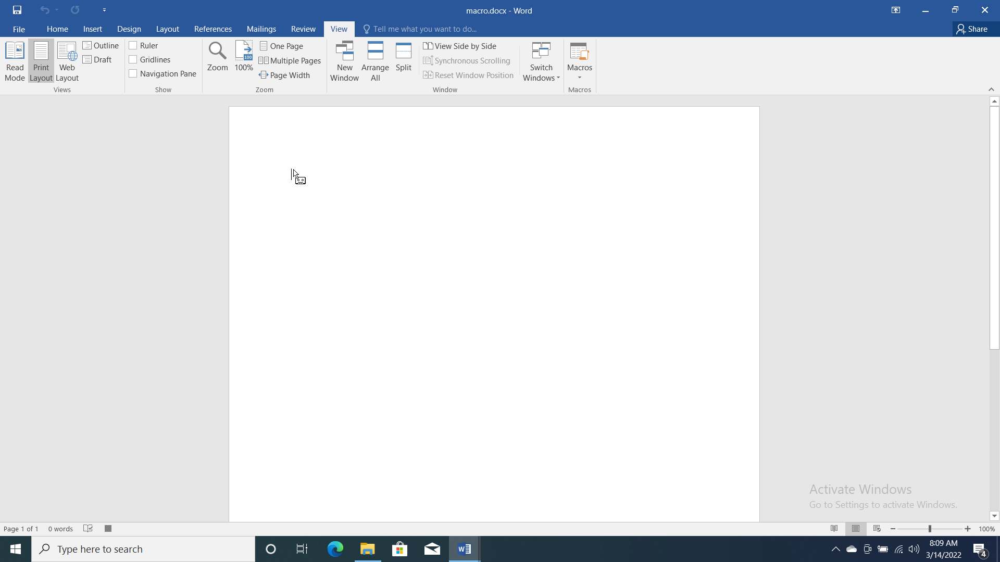 macro.docx - Word
File Home Insert Design Layout References Mailings Review View Tell me what you want to do... Share
Read Mode
Print Layout
Web Layout
Outline
Draft
Views
Ruler
Gridlines
Navigation Pane
Show
Zoom
100
100%
One Page
Multiple Pages
Page Width
Zoom
New Window
Arrange All
Split
View Side by Side
Synchronous Scrolling
Reset Window Position
Window
Switch Windows
Macros
Macros
Activate Windows
Go to Settings to activate Windows.
Page 1 of 1 0 words 100%
Type here to search
W
8:09 AM
3/14/2022
4